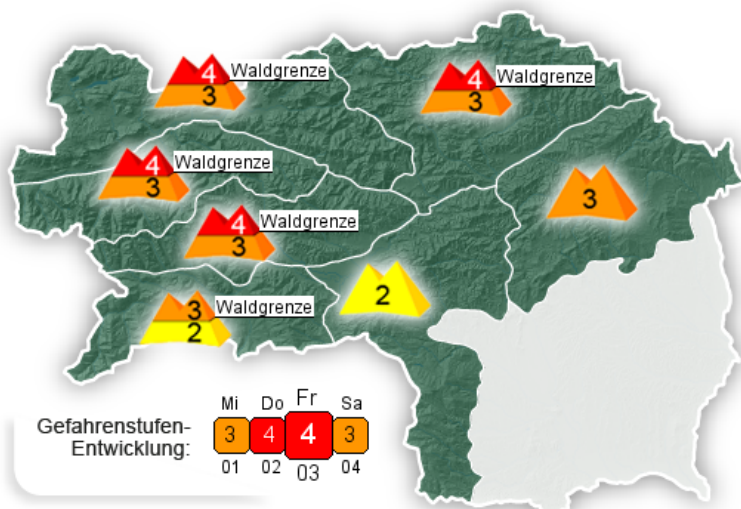 4 Waldgrenze
3
4 Waldgrenze
3
4 Waldgrenze
3
3
4 Waldgrenze
3
2
3 Waldgrenze
2
Gefahrenstufen-
Entwicklung:
Mi Do Fr Sa
3 4 4 3
01 02 03 04